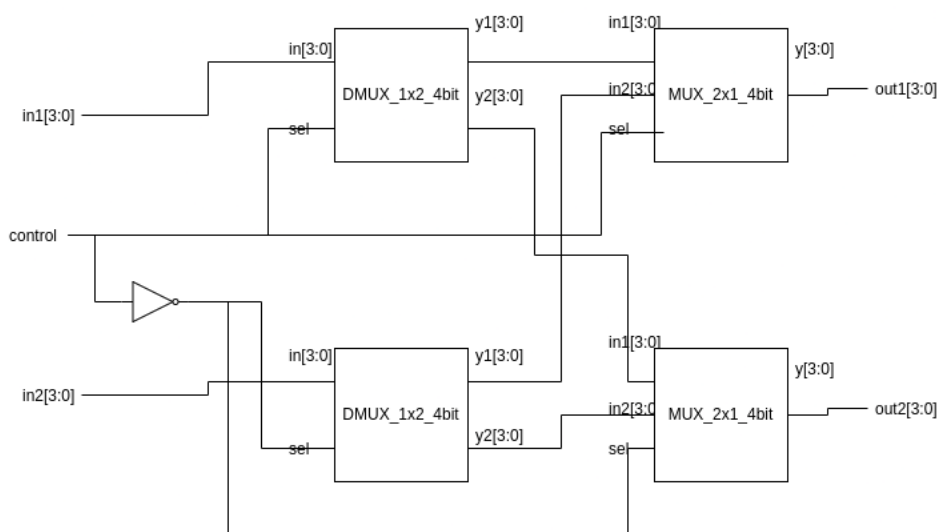 y1[3:0]
in1[3:0]
in[3:0]
y[3:0]
DMUX_1x2_4bit
y2[3:0]
in2[3:0]
MUX_2x1_4bit
out1[3:0]
in1[3:0]
sel
sel
control
in1[3:0]
in[3:0]
y1[3:0]
y[3:0]
in2[3:0]
DMUX_1x2_4bit
in2[3:0]
MUX_2x1_4bit
out2[3:0]
y2[3:0]
sel
sel